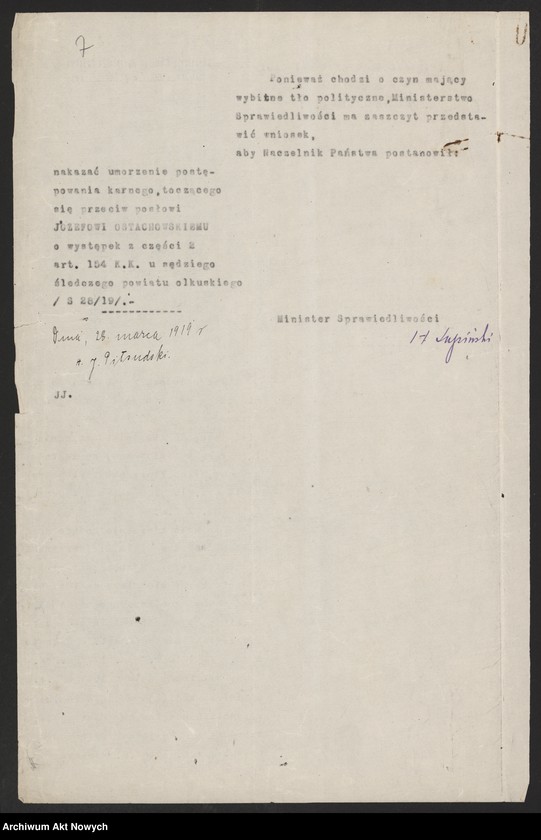 7
Ponieważ chodzi o czyn mający
wybitne tło polityczne,Ministerstwo
Sprawiedliwości ma zaszczyt przedsta-
wić wniosek,
aby Naczelnik Państwa postanowił:
nakazać umorzenie postę-
powania karnego,toczącego
się przeciw posłowi
JÓZEFOWI OSTACHOWSKIEMU
o występek z części 2
art. 154 K.K. u sędziego
śledczego powiatu olkuskiego
/ S 28/19/.-
Minister Sprawiedliwości
Dnia, 28 marca 1919 r
J. Piłsudski.
Supiński
JJ.
Archiwum Akt Nowych